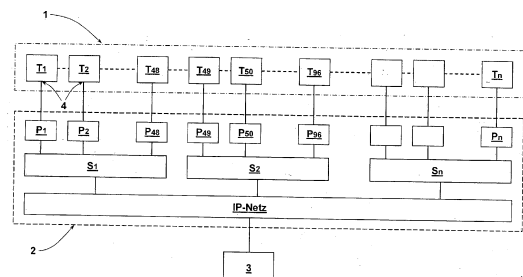 1
T1 T2 T48 T49 T50 T96 Tn
4
P1 P2 P48 P49 P50 P96 Pn
S1 S2 Sn
IP-Netz
2
3